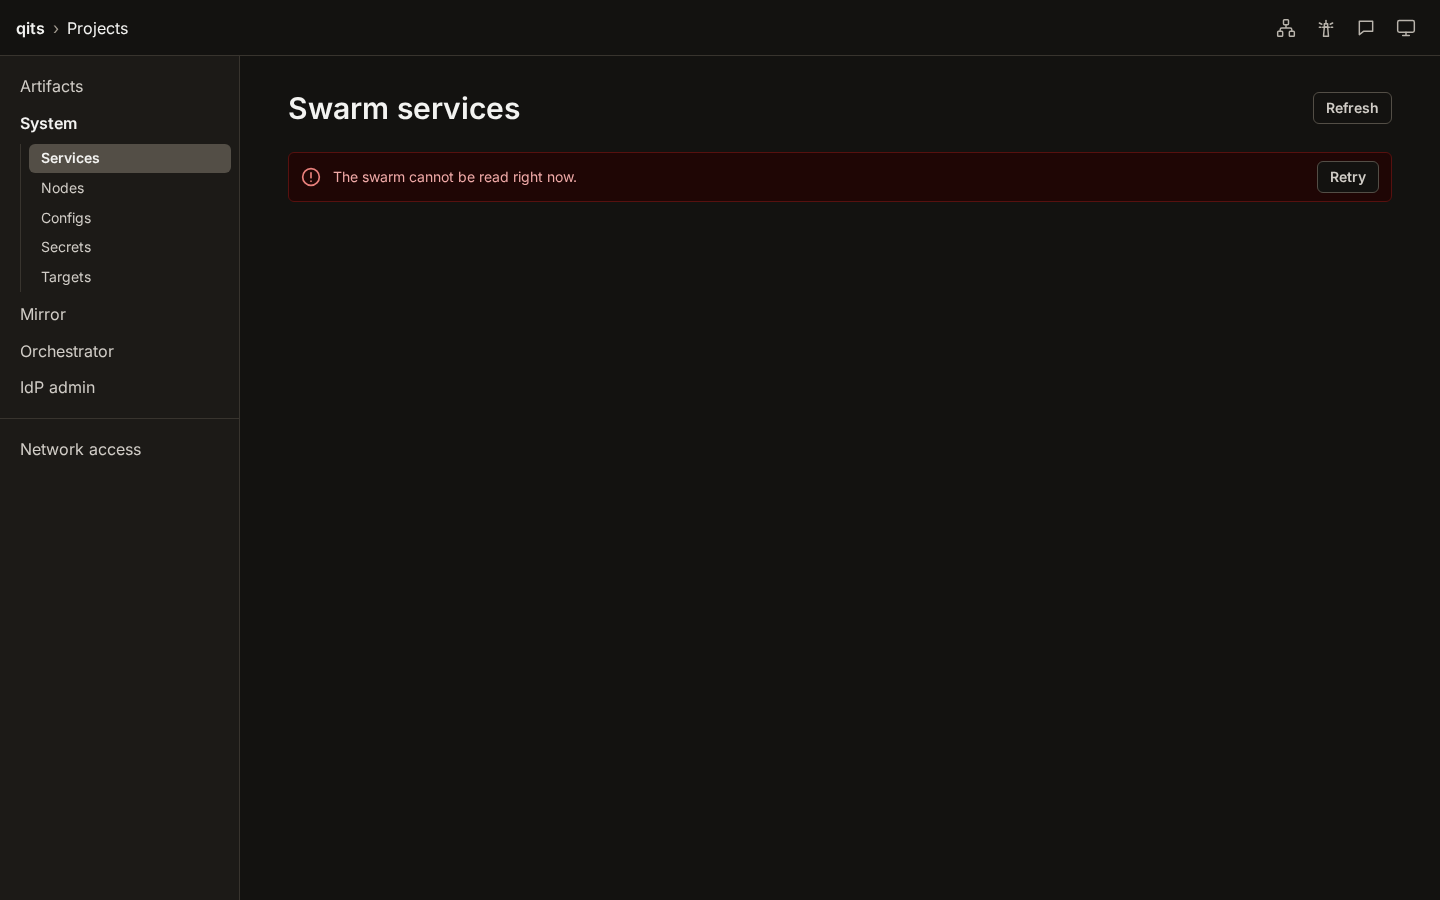 qits › Projects
Artifacts
System
Services
Nodes
Configs
Secrets
Targets
Mirror
Orchestrator
IdP admin
Network access
Swarm services
Refresh
The swarm cannot be read right now.
Retry